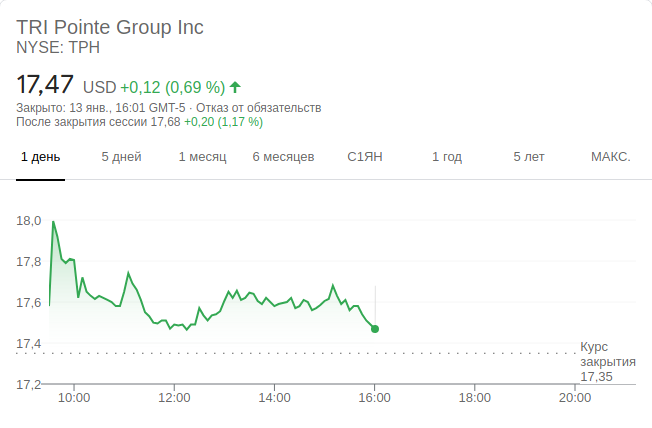 TRI Pointe Group Inc
NYSE: TPH
17,47 USD +0,12 (0,69 %)
Закрыто: 13 янв., 16:01 GMT-5 · Отказ от обязательств
После закрытия сессии 17,68 +0,20 (1,17 %)
1 день 5 дней 1 месяц 6 месяцев С1ЯН 1 год 5 лет МАКС.
18,0
17,8
17,6
17,4
Курс
закрытия
17,35
17,2
10:00 12:00 14:00 16:00 18:00 20:00